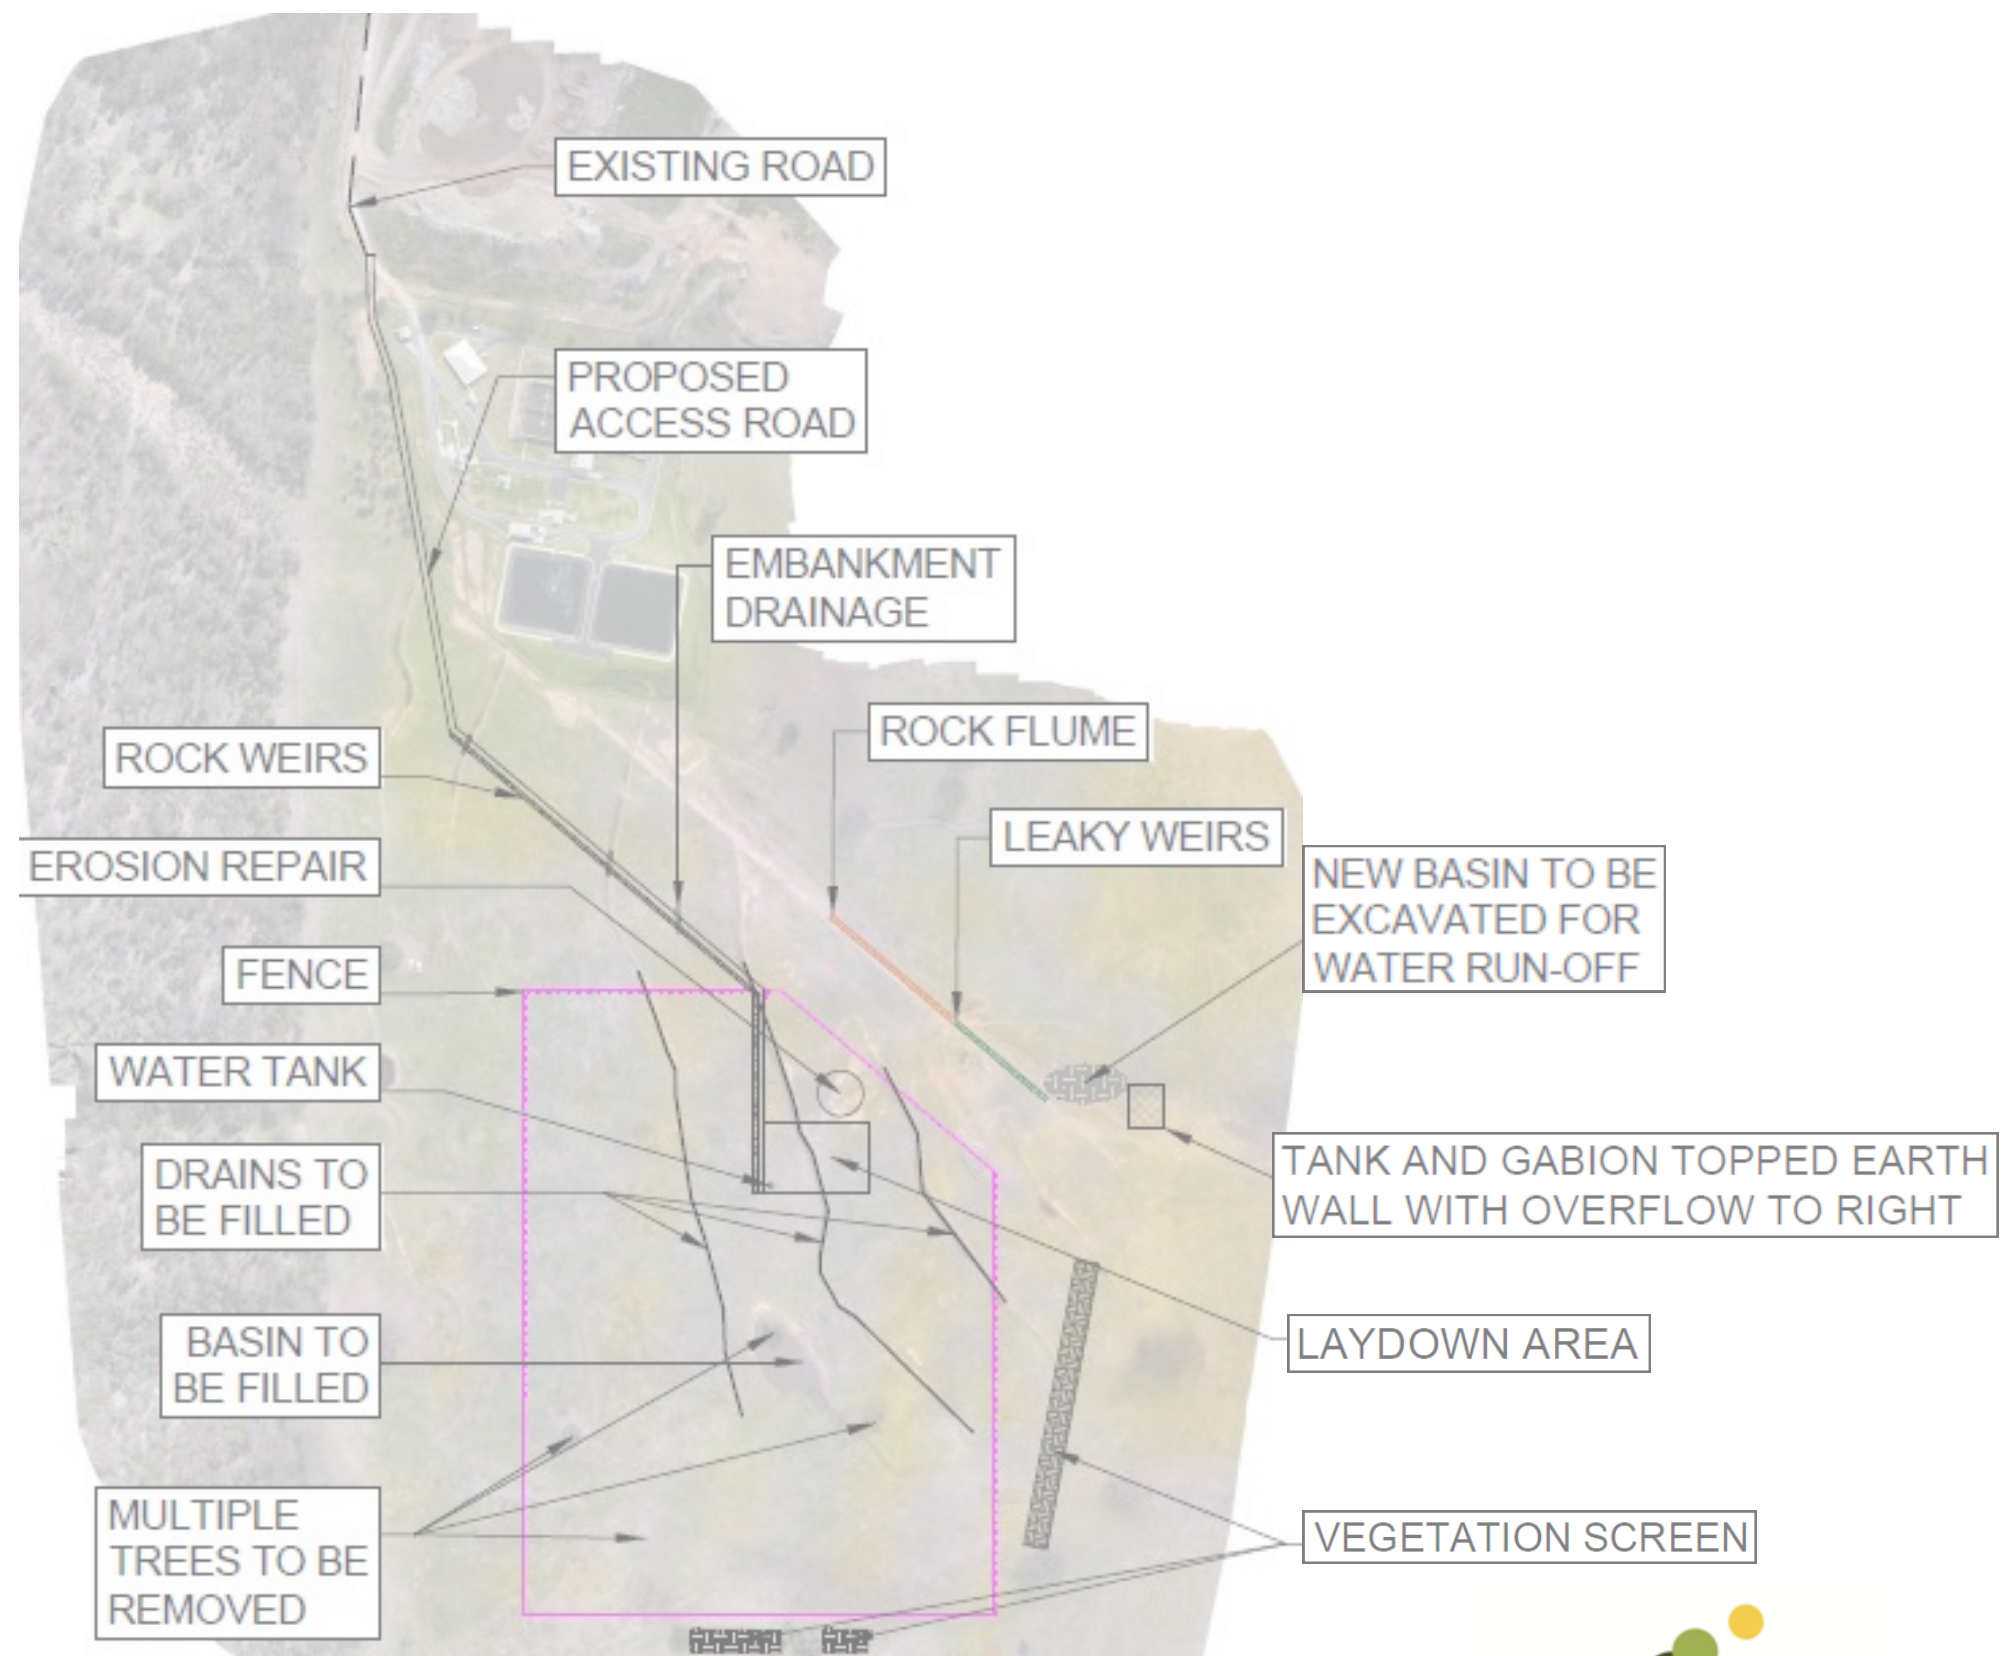 EXISTING ROAD
PROPOSED
ACCESS ROAD
EMBANKMENT
DRAINAGE
ROCK FLUME
ROCK WEIRS
LEAKY WEIRS
EROSION REPAIR
NEW BASIN TO BE
EXCAVATED FOR
WATER RUN-OFF
FENCE
WATER TANK
DRAINS TO
BE FILLED
TANK AND GABION TOPPED EARTH
WALL WITH OVERFLOW TO RIGHT
BASIN TO
BE FILLED
LAYDOWN AREA
MULTIPLE
TREES TO BE
REMOVED
VEGETATION SCREEN